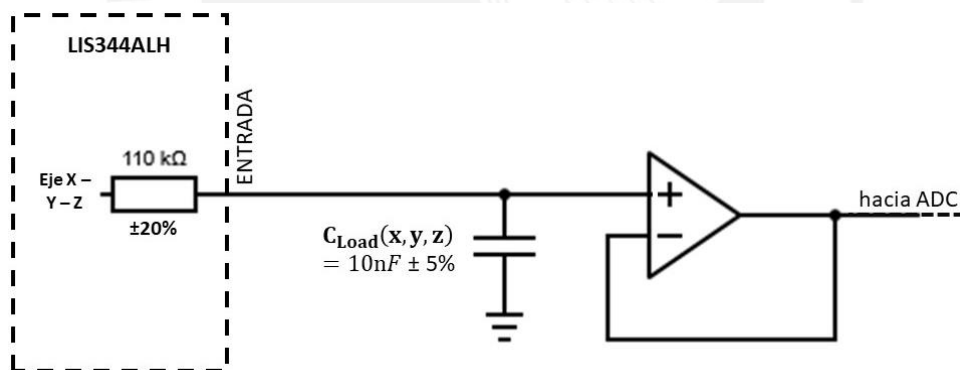 LIS344ALH
ENTRADA
110 kΩ
Eje X –
Y – Z
±20%
C_Load(x, y, z)
= 10nF ± 5%
+
−
hacia ADC